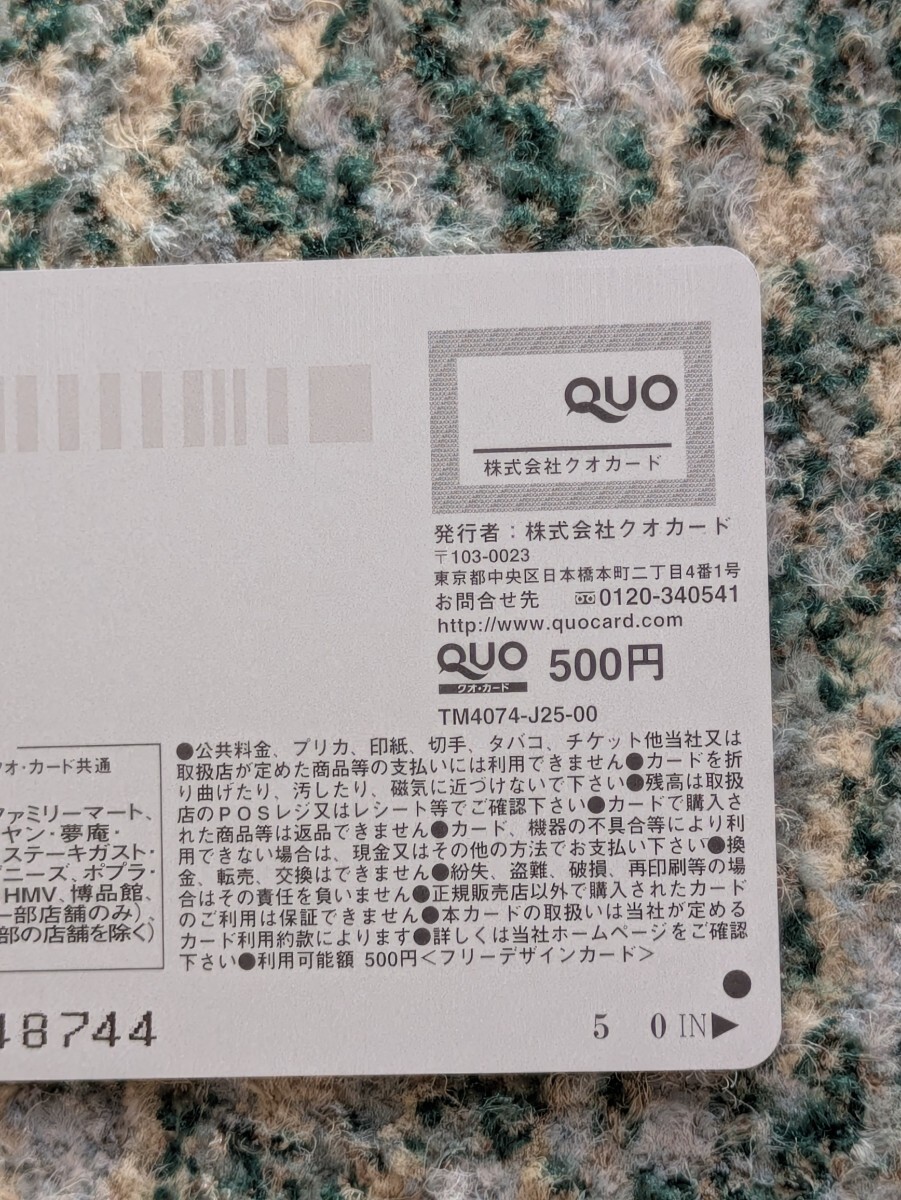 QUO
株式会社クオカード
発行者：株式会社クオカード
〒103-0023
東京都中央区日本橋本町二丁目4番1号
お問合せ先 0120-340541
http://www.quocard.com
QUO 500円
クオ・カード
TM4074-J25-00
オ・カード共通
ファミリーマート、
ヤン・夢庵・
ステーキガスト・
ニーズ、ポプラ・
HMV、博品館、
一部店舗のみ)、
部の店舗を除く)
●公共料金、プリカ、印紙、切手、タバコ、チケット他当社又は
取扱店が定めた商品等の支払いには利用できません●カードを折
り曲げたり、汚したり、磁気に近づけないで下さい●残高は取扱
店のPOSレジ又はレシート等でご確認下さい●カードで購入さ
れた商品等は返品できません●カード、機器の不具合等により利
用できない場合は、現金又はその他の方法でお支払い下さい●換
金、転売、交換はできません●紛失、盗難、破損、再印刷等の場
合はその責任を負いません●正規販売店以外で購入されたカード
のご利用は保証できません●本カードの取扱いは当社が定める
カード利用約款によります●詳しくは当社ホームページをご確認
下さい●利用可能額 500円<フリーデザインカード>
48744
5 0 IN▶